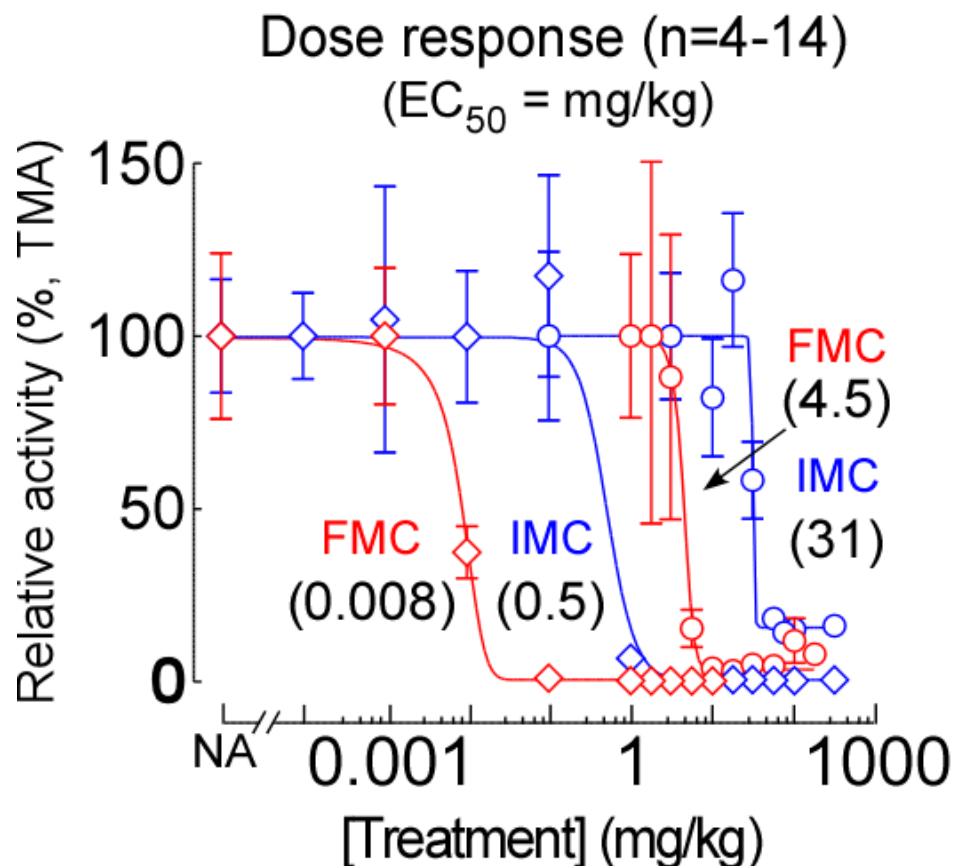 Dose response (n=4-14)
(EC50 = mg/kg)
Relative activity (%, TMA)
150
100
50
0
FMC
(0.008)
IMC
(0.5)
FMC
(4.5)
IMC
(31)
NA
0.001
1
1000
[Treatment] (mg/kg)